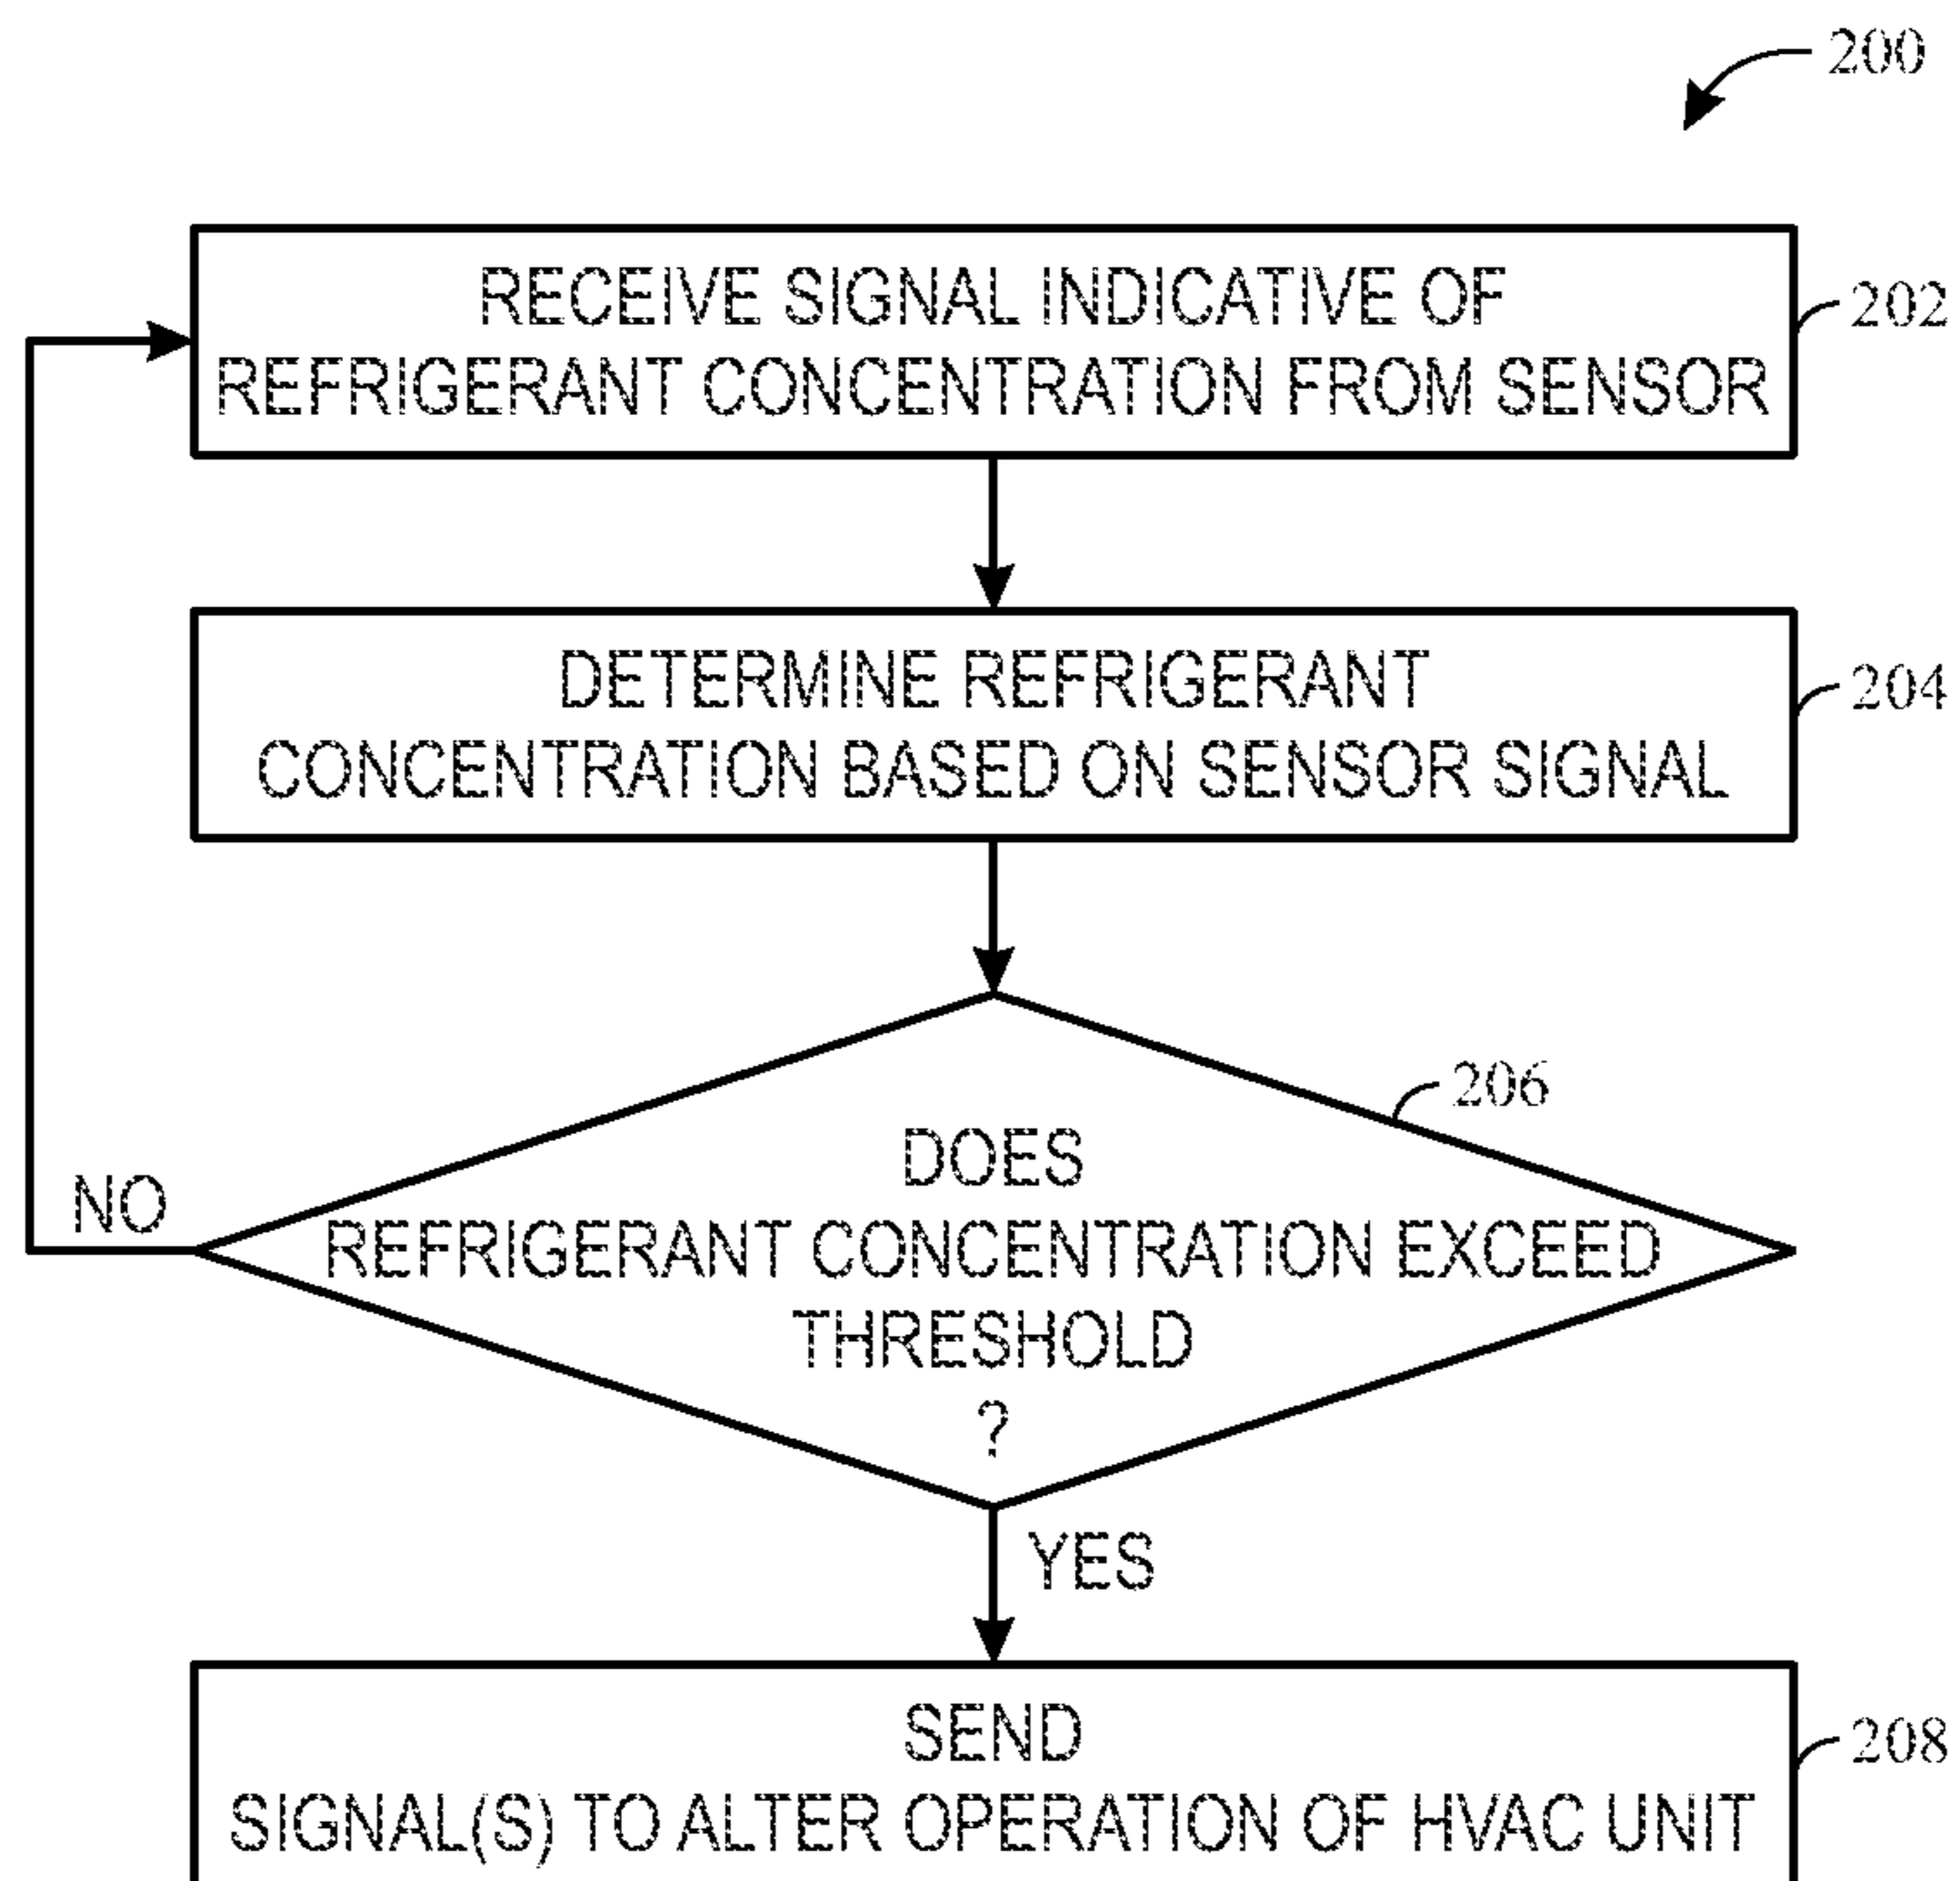 200
RECEIVE SIGNAL INDICATIVE OF
REFRIGERANT CONCENTRATION FROM SENSOR
202
DETERMINE REFRIGERANT
CONCENTRATION BASED ON SENSOR SIGNAL
204
206
DOES
REFRIGERANT CONCENTRATION EXCEED
THRESHOLD
?
NO
YES
SEND
SIGNAL(S) TO ALTER OPERATION OF HVAC UNIT
208